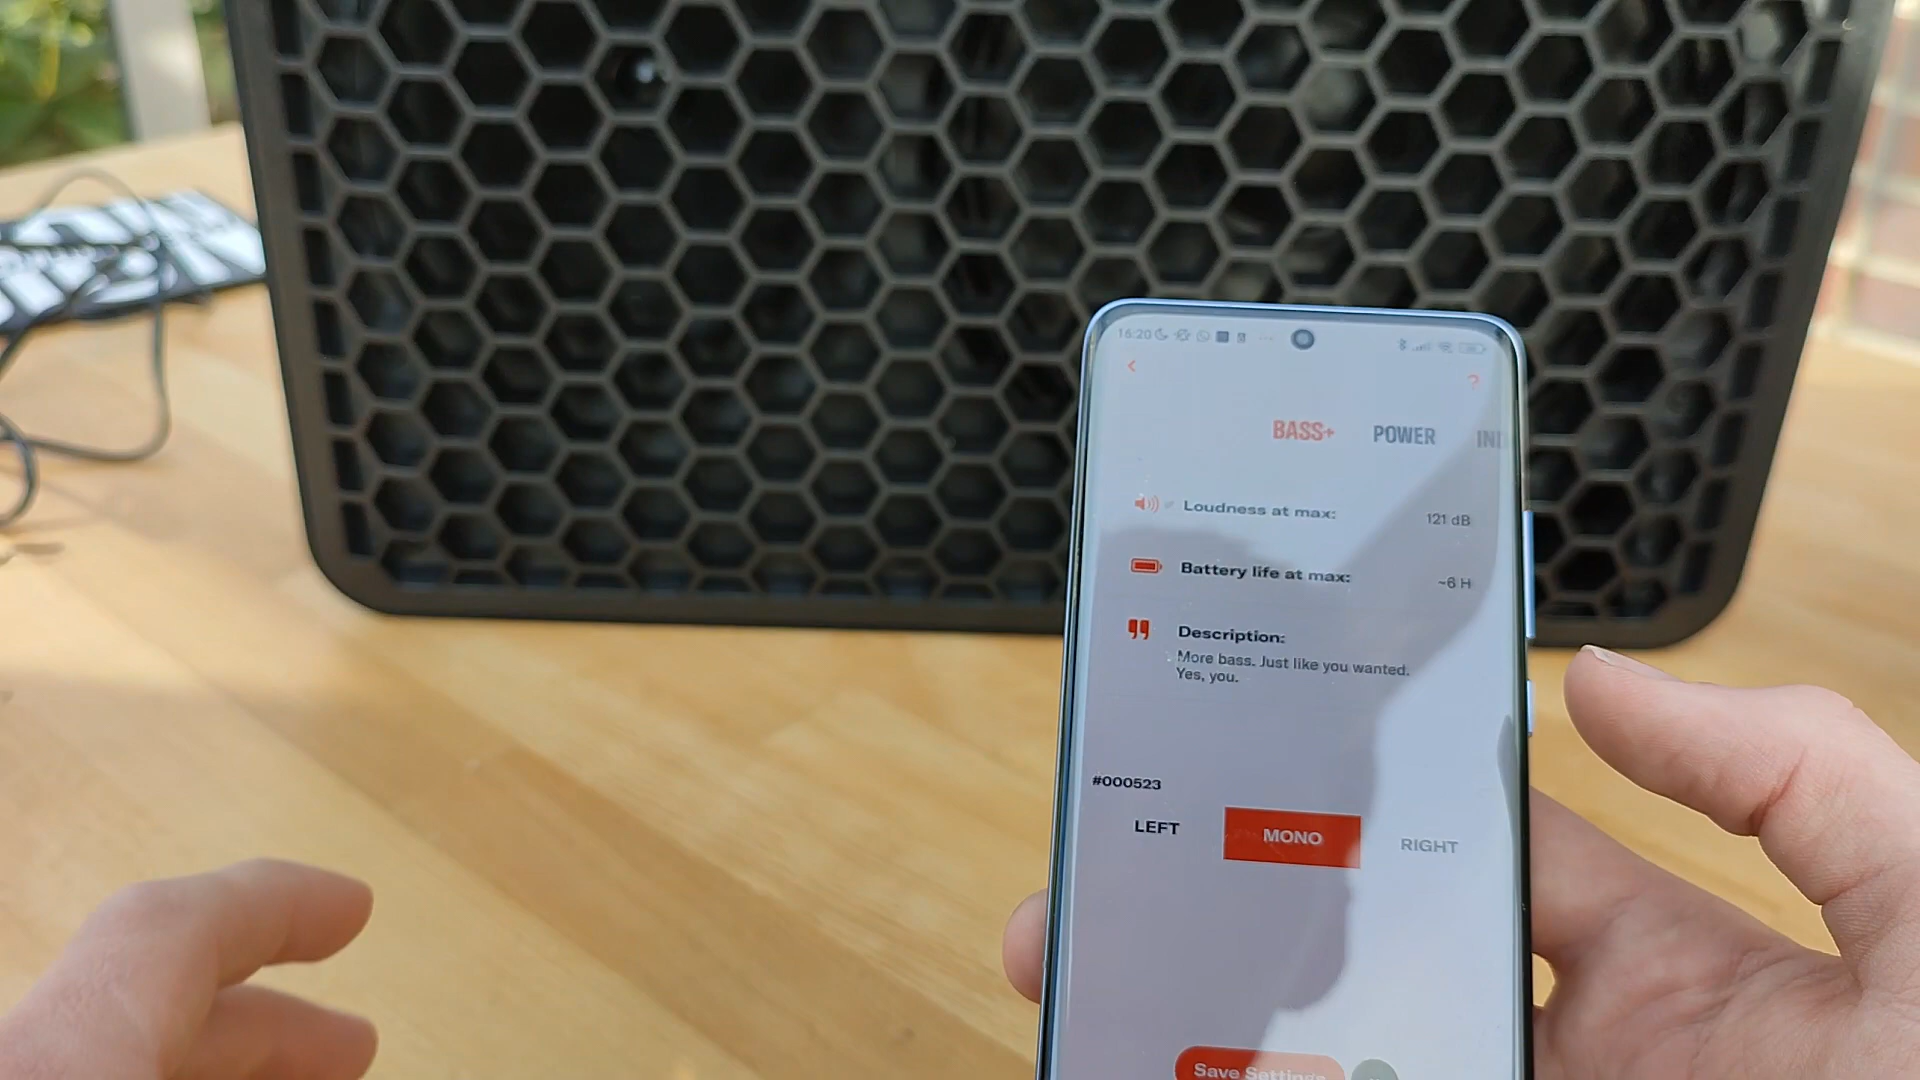 16:20
BASS+ POWER IND
Loudness at max: 121 dB
Battery life at max: ~6 H
Description:
More bass. Just like you wanted.
Yes, you.
#000523
LEFT MONO RIGHT
Save Settings